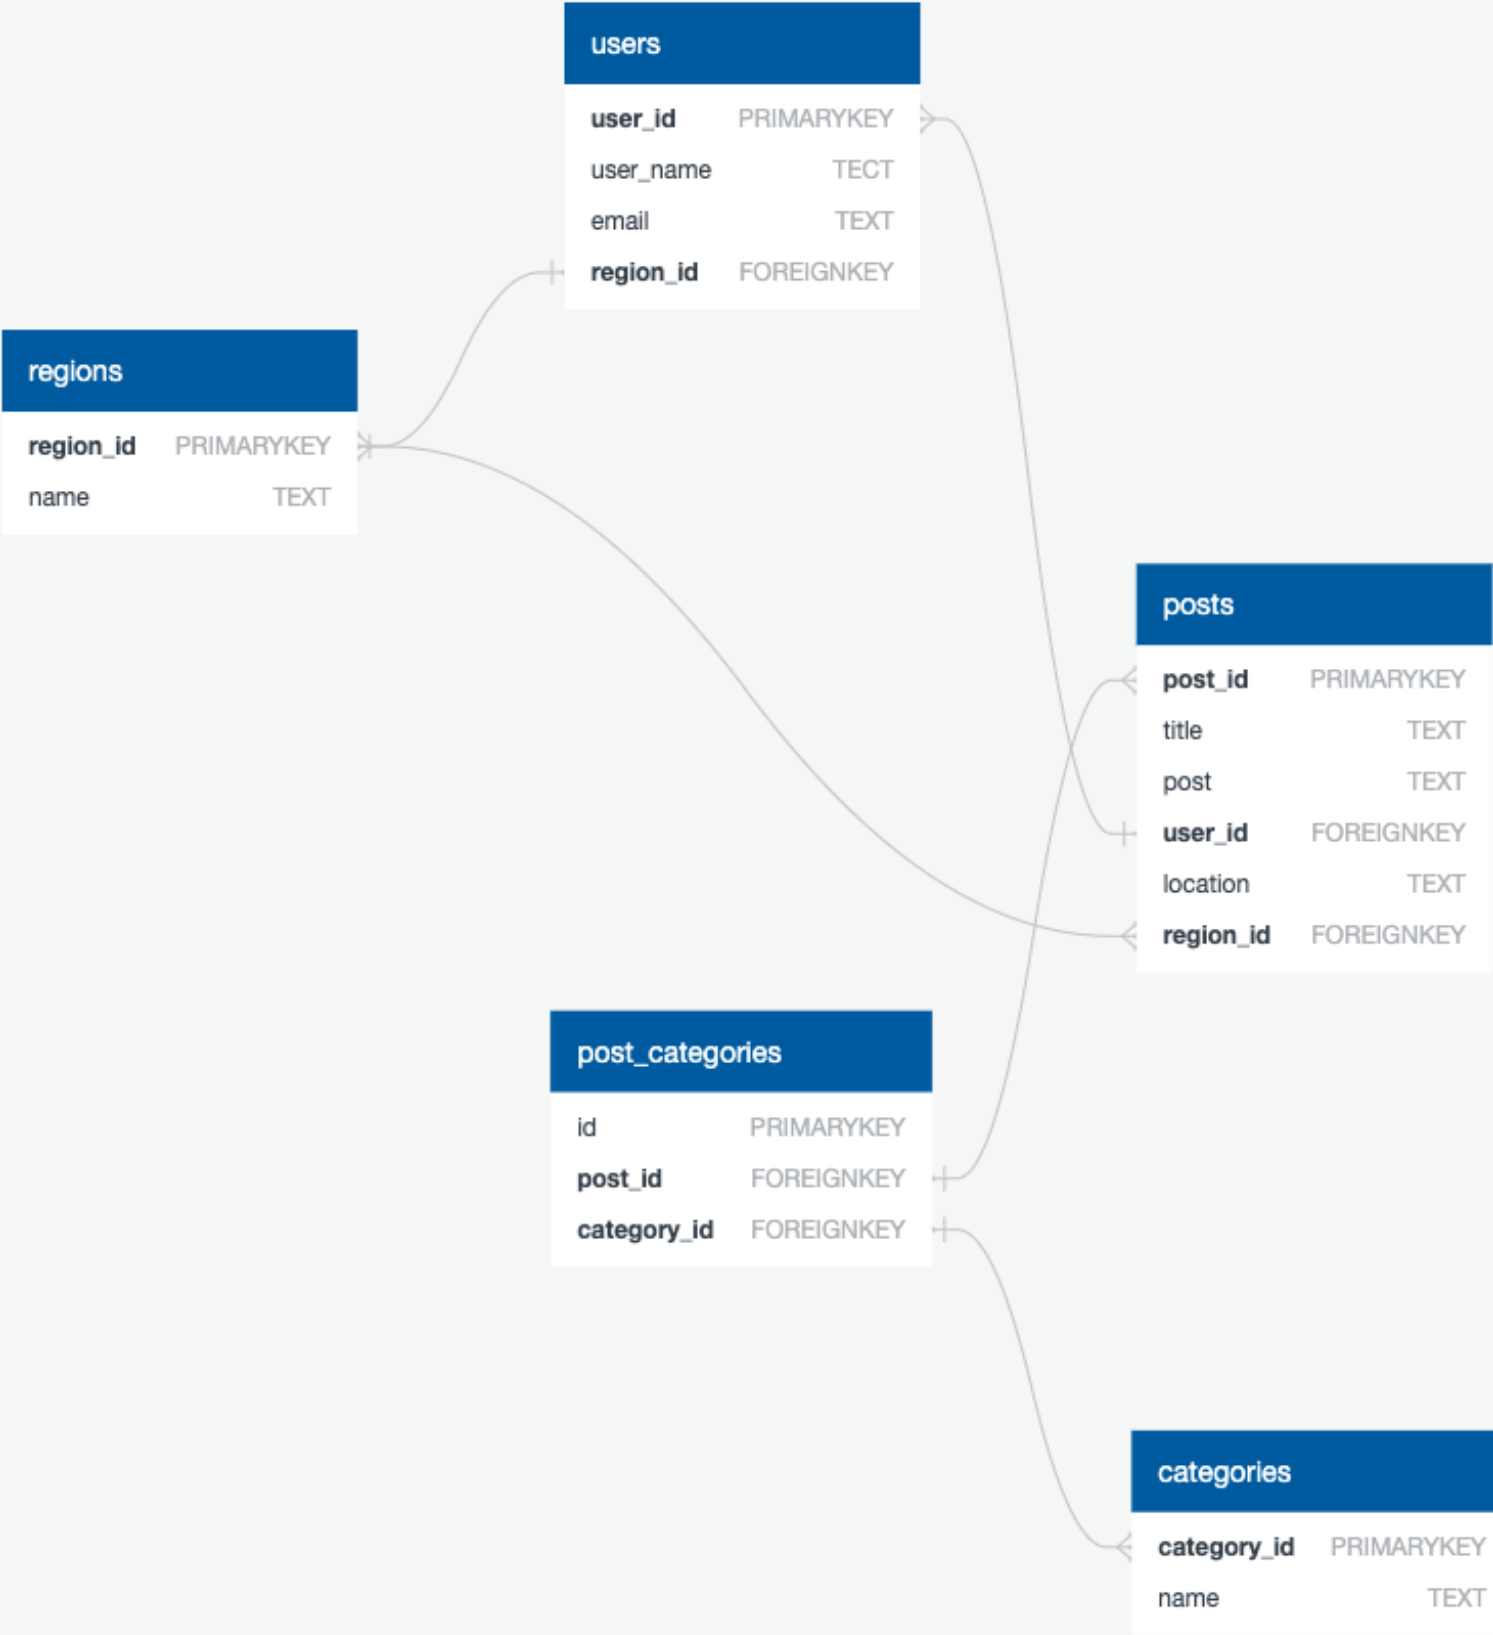 users
user_id PRIMARYKEY
user_name TECT
email TEXT
region_id FOREIGNKEY
regions
region_id PRIMARYKEY
name TEXT
posts
post_id PRIMARYKEY
title TEXT
post TEXT
user_id FOREIGNKEY
location TEXT
region_id FOREIGNKEY
post_categories
id PRIMARYKEY
post_id FOREIGNKEY
category_id FOREIGNKEY
categories
category_id PRIMARYKEY
name TEXT